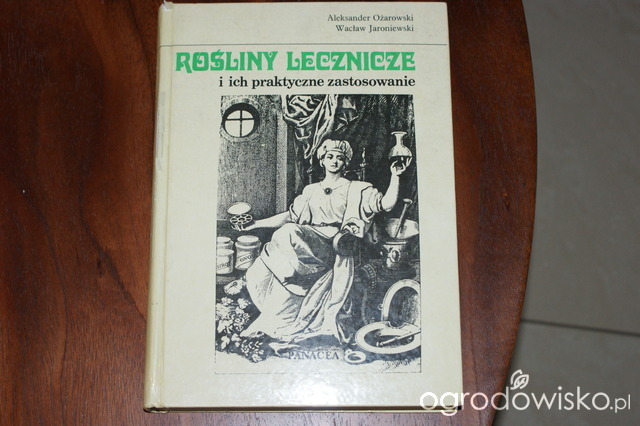 Aleksander Ożarowski
Wacław Jaroniewski
ROŚLINY LECZNICZE
i ich praktyczne zastosowanie
PANACEA
ogrodowisko.pl